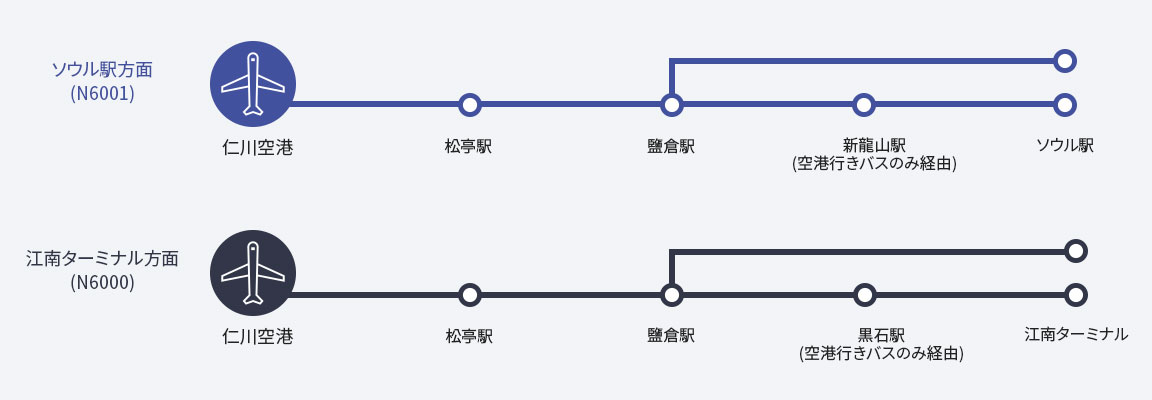 ソウル駅方面
(N6001)
仁川空港
松亭駅
鹽倉駅
新龍山駅
(空港行きバスのみ経由)
ソウル駅
江南ターミナル方面
(N6000)
仁川空港
松亭駅
鹽倉駅
黒石駅
(空港行きバスのみ経由)
江南ターミナル